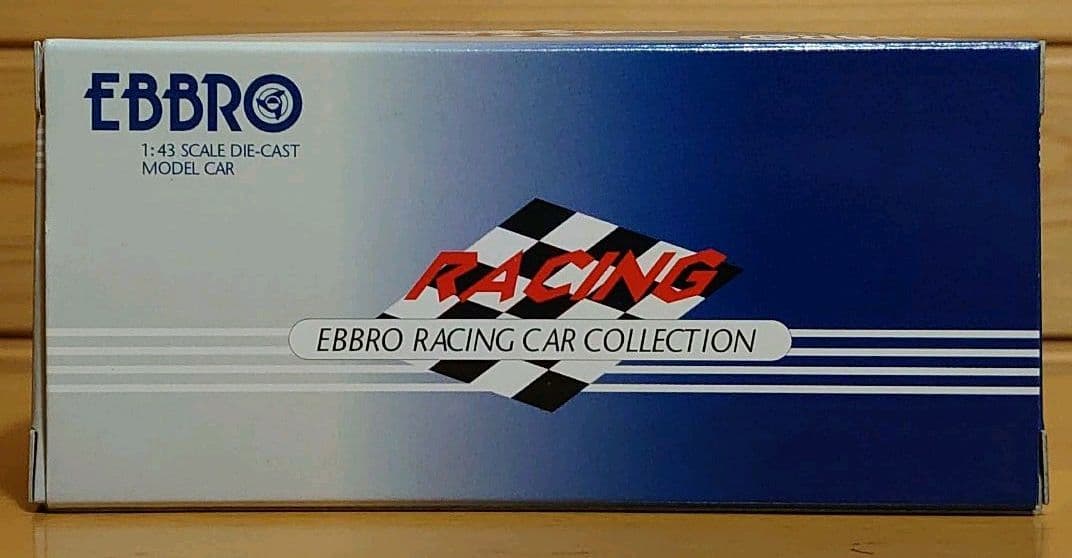 EBBRO
1:43 SCALE DIE-CAST
MODEL CAR
RACING
EBBRO RACING CAR COLLECTION